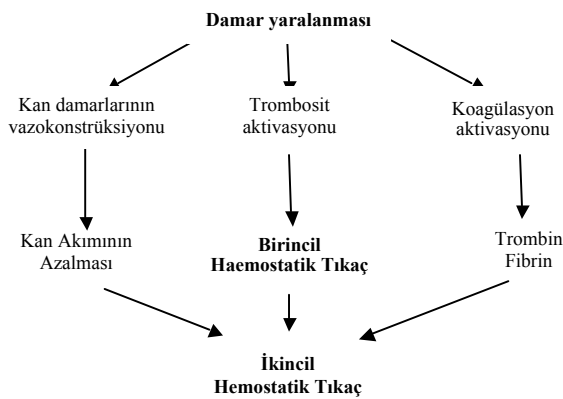 Damar yaralanması
Kan damarlarının
vazokonstrüksiyonu
Trombosit
aktivasyonu
Koagülasyon
aktivasyonu
Kan Akımının
Azalması
Birincil
Haemostatik Tıkaç
Trombin
Fibrin
İkincil
Hemostatik Tıkaç